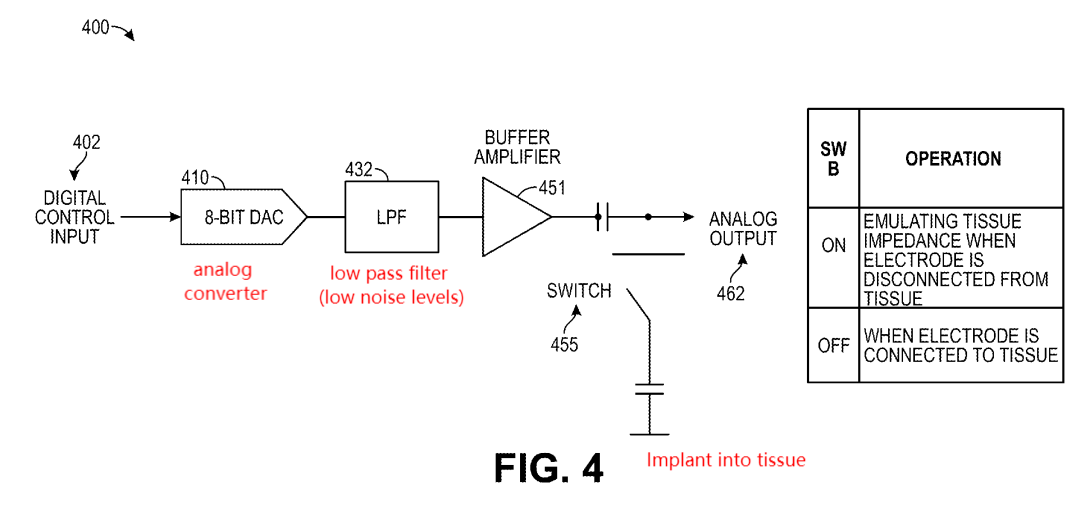 400
402
DIGITAL
CONTROL
INPUT
410
8-BIT DAC
analog
converter
432
LPF
low pass filter
(low noise levels)
BUFFER
AMPLIFIER
451
ANALOG
OUTPUT
462
SWITCH
455
Implant into tissue
SW
B
OPERATION
ON
EMULATING TISSUE
IMPEDANCE WHEN
ELECTRODE IS
DISCONNECTED FROM
TISSUE
OFF
WHEN ELECTRODE IS
CONNECTED TO TISSUE
FIG. 4